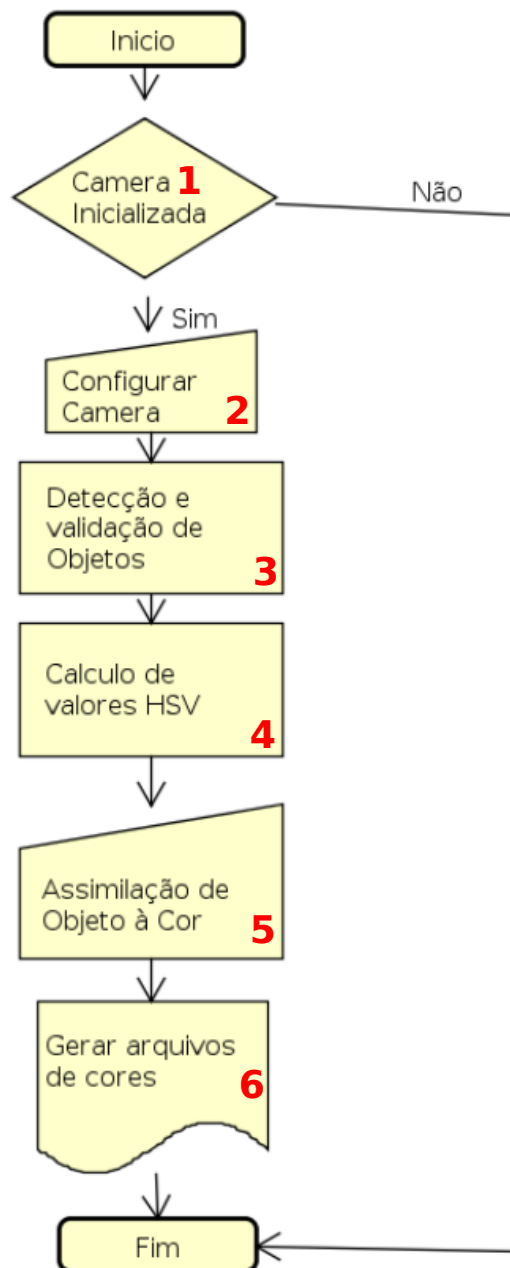 Inicio
Camera 1
Inicializada
Não
Sim
Configurar
Camera 2
Detecção e
validação de
Objetos
3
Calculo de
valores HSV
4
Assimilação de
Objeto à Cor
5
Gerar arquivos
de cores
6
Fim